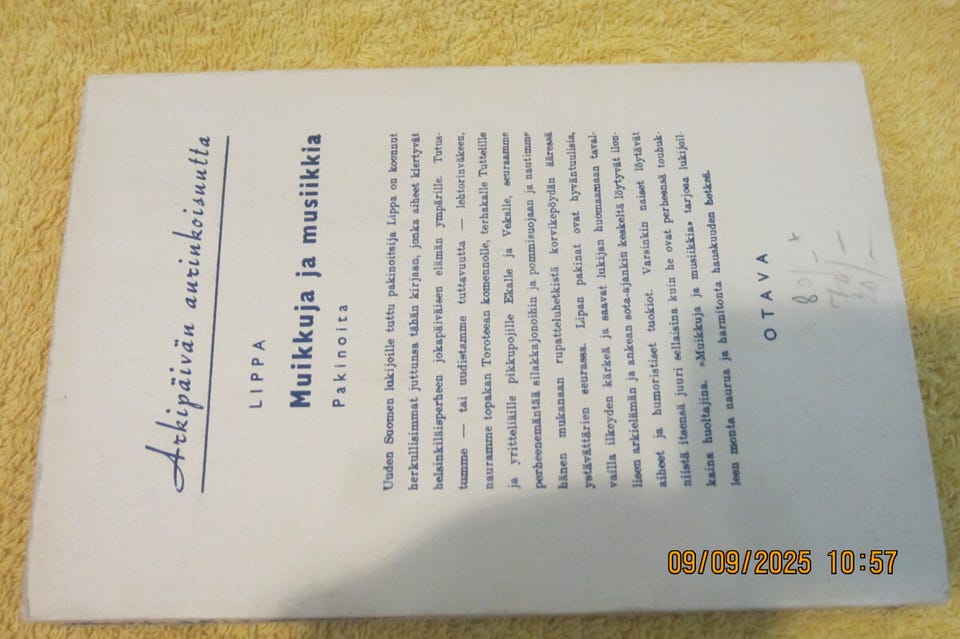 Arkipäivän aurinkoisuutta
LIPPA
Muikkuja ja musiikkia
Pakinoita
Uuden Suomen lukijoille tuttu pakinoitsija Lippa on koonnut
herkullisimmat juttunsa tähän kirjaan, jonka aiheet kiertyvät
helsinkiläisperheen jokapäiväisen elämän ympärille. Tutus-
tumme — tai uudistamme tuttavuutta — lehtorinväkeen,
nauramme topakan Toroteean komennolle, terhakalle Tuttelille
ja yritteliäille pikkupojille Ekalle ja Vekalle, seuraamme
perheenemäntää silakkajonoihin ja pommisuojaan ja nautimme
hänen mukanaan rupatteluhetkistä korvikepöydän ääressä
ystävättärien seurassa. Lipan pakinat ovat hyväntuulisia,
vailla ilkeyden kärkeä ja saavat lukijan huomaamaan taval-
lisen arkielämän ja ankean sota-ajankin keskeltä löytyvät ilon-
aiheet ja humoristiset tuokiot. Varsinkin naiset löytävät
niistä itsensä juuri sellaisina kuin he ovat perheensä touhuk-
kaina huoltajina. »Muikkuja ja musiikkia» tarjoaa lukijoil-
leen monta naurua ja harmitonta hauskuuden hetkeä.
OTAVA
80/- x
09/09/2025 10:57